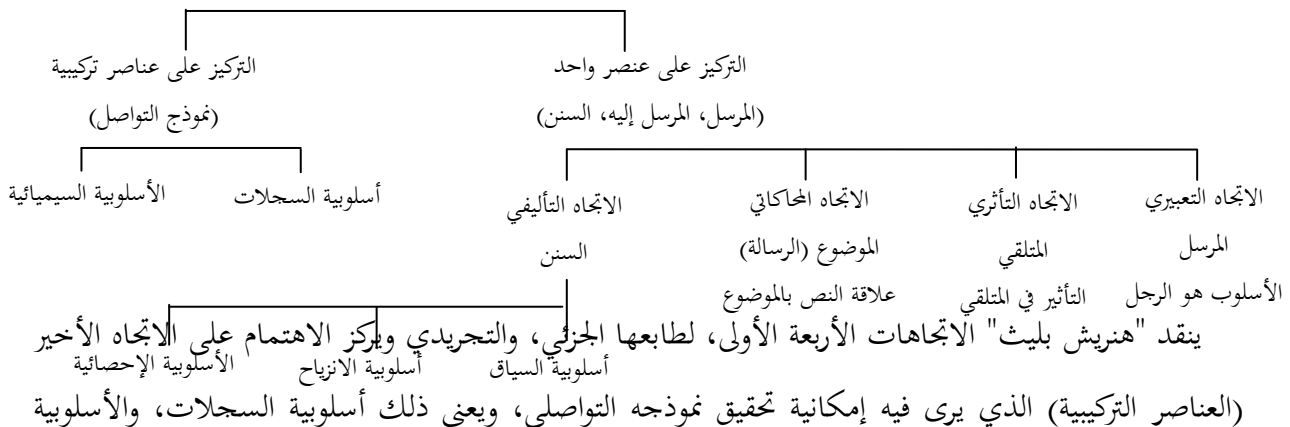 التركيز على عنصر واحد
التركيز على عناصر تركيبية
(المرسل، المرسل إليه، السنن)
(نموذج التواصل)
الاتجاه التعبيري
المرسل
الأسلوب هو الرجل
الاتجاه التأثري
المتلقي
التأثير في المتلقي
الاتجاه المحاكاتي
الموضوع (الرسالة)
علاقة النص بالموضوع
الاتجاه التأليفي
السنن
أسلوبية السجلات
الأسلوبية السيميائية
ينقد "هنريش بليث" الاتجاهات الأربعة الأولى، لطابعها الجزئي، والتجريدي ويركز الاهتمام على الاتجاه الأخير
أسلوبية السياق
أسلوبية الانزياح
الأسلوبية الإحصائية
(العناصر التركيبية) الذي يرى فيه إمكانية تحقيق نموذجه التواصلي، ويعني ذلك أسلوبية السجلات، والأسلوبية